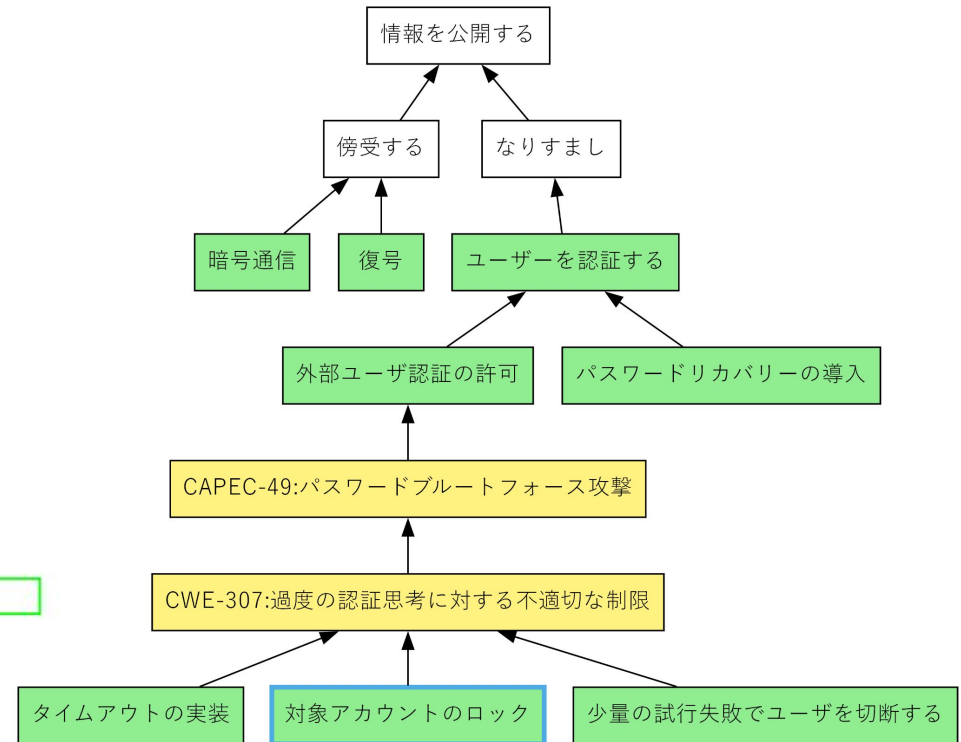 情報を公開する
傍受する
なりすまし
暗号通信
復号
ユーザーを認証する
外部ユーザ認証の許可
パスワードリカバリーの導入
CAPEC-49:パスワードブルートフォース攻撃
CWE-307:過度の認証思考に対する不適切な制限
タイムアウトの実装
対象アカウントのロック
少量の試行失敗でユーザを切断する